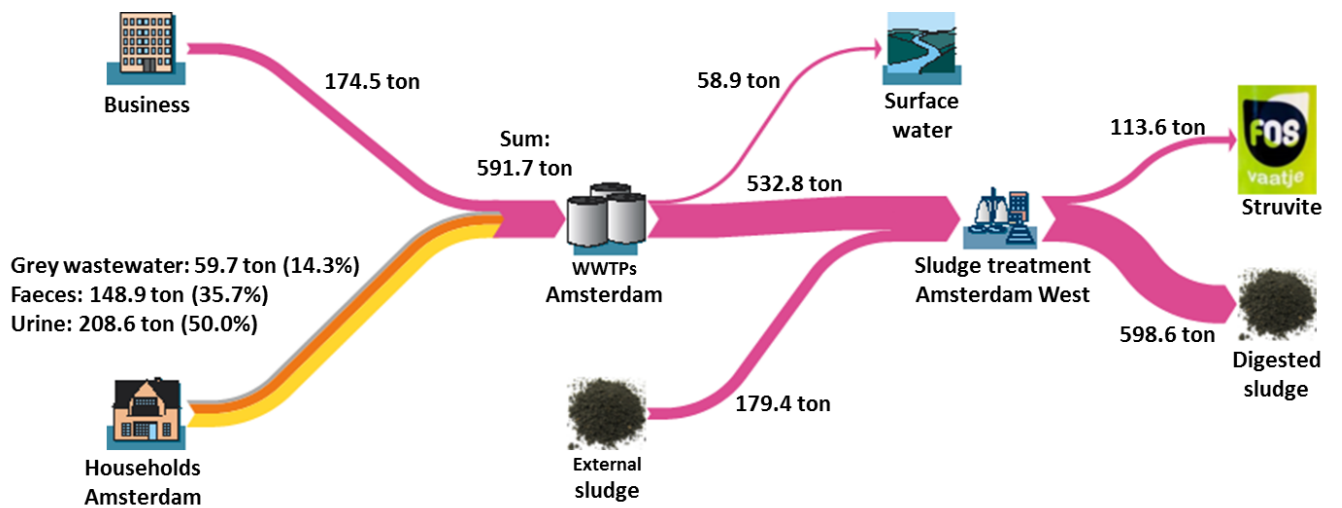 Business
174.5 ton
Sum:
591.7 ton
58.9 ton
Surface
water
113.6 ton
FOS
vaatje
Struvite
532.8 ton
WWTPs
Amsterdam
Sludge treatment
Amsterdam West
Grey wastewater: 59.7 ton (14.3%)
Faeces: 148.9 ton (35.7%)
Urine: 208.6 ton (50.0%)
Households
Amsterdam
179.4 ton
External
sludge
598.6 ton
Digested
sludge